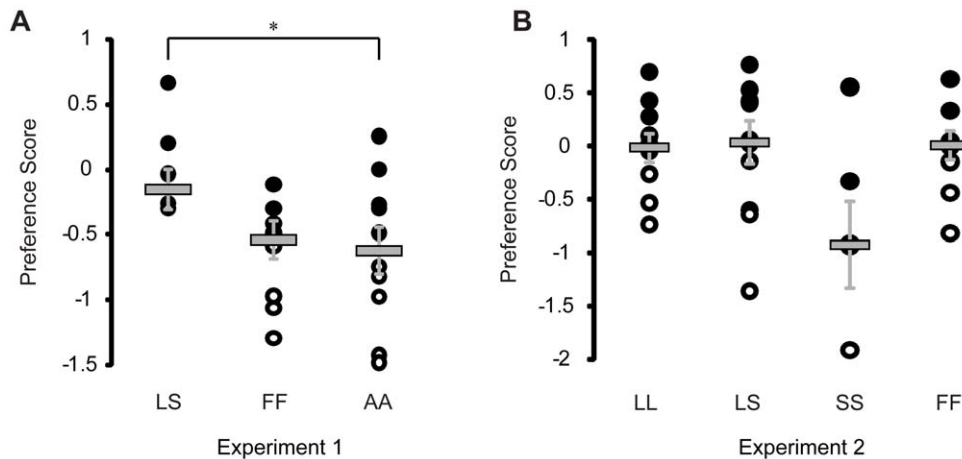 A
*
1
0.5
0
-0.5
-1
-1.5
Preference Score
LS FF AA
Experiment 1
B
1
0.5
0
-0.5
-1
-1.5
-2
Preference Score
LL LS SS FF
Experiment 2